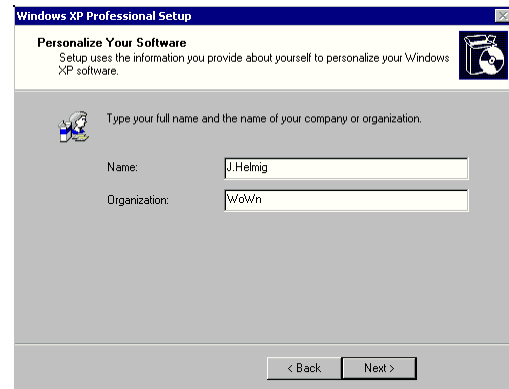 Windows XP Professional Setup
Personalize Your Software
Setup uses the information you provide about yourself to personalize your Windows
XP software.
Type your full name and the name of your company or organization.
Name:
J.Helmig
Organization:
WoWn
< Back
Next >